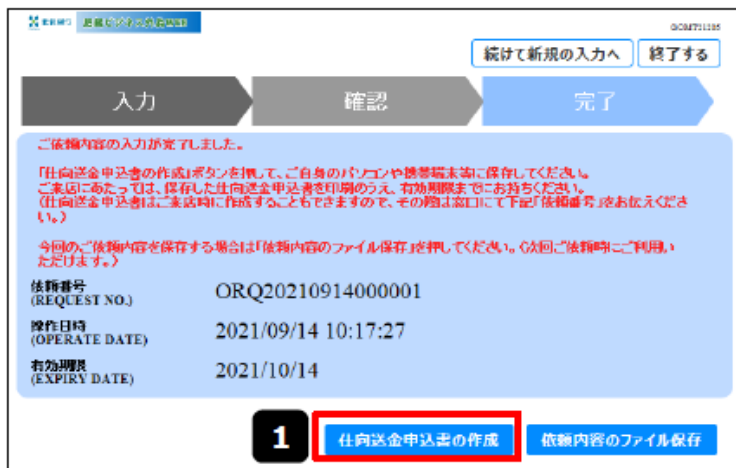 GCMT21205
続けて新規の入力へ 終了する
入力 確認 完了
ご依頼内容の入力が完了しました。
「仕向送金申込書の作成」ボタンを押して、ご自身のパソコンや携帯端末等に保存してください。
ご来店にあたっては、保存した仕向送金申込書を印刷のうえ、有効期限までにお持ちください。
(仕向送金申込書はご来店時に作成することもできますので、その際は窓口にて下記「依頼番号」をお伝えくださ
い。)
今回のご依頼内容を保存する場合は「依頼内容のファイル保存」を押してください。(次回ご依頼時にご利用い
ただけます。)
依頼番号
(REQUEST NO.) ORQ20210914000001
操作日時
(OPERATE DATE) 2021/09/14 10:17:27
有効期限
(EXPIRY DATE) 2021/10/14
1 仕向送金申込書の作成 依頼内容のファイル保存